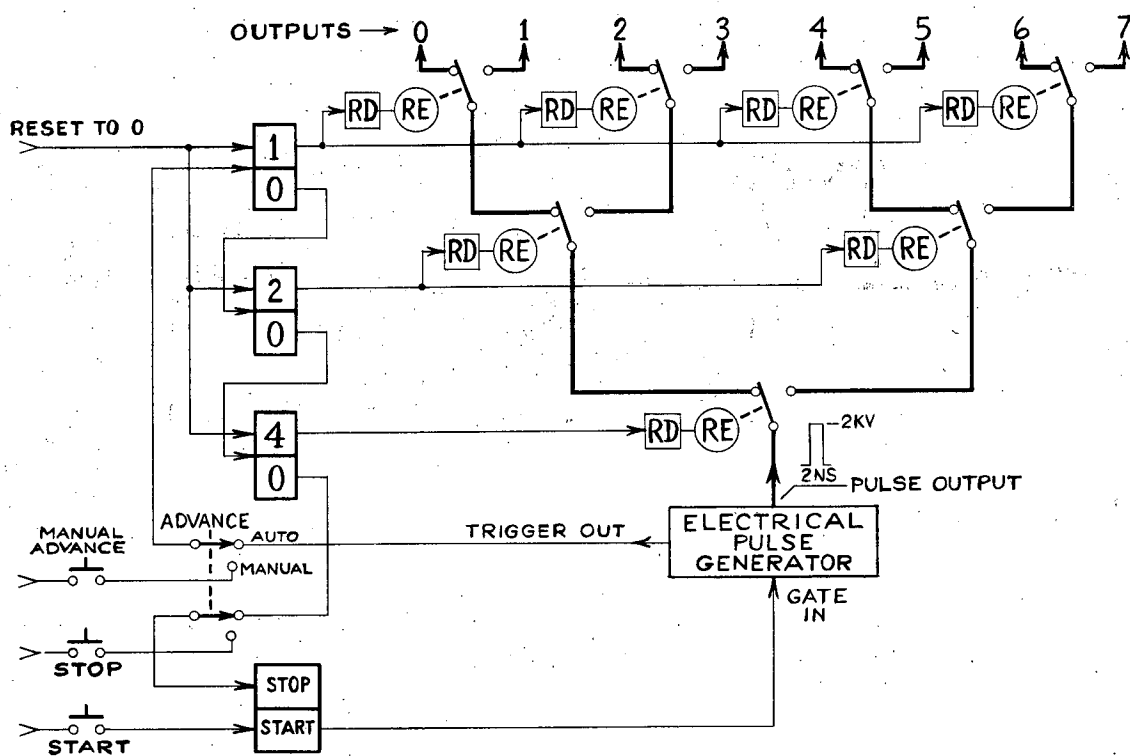 OUTPUTS → 0 1 2 3 4 5 6 7
RD RE RD RE RD RE RD RE
RESET TO 0
1
0
RD RE RD RE
2
0
4
0
RD RE
-2KV
2NS
PULSE OUTPUT
ADVANCE
AUTO
MANUAL
MANUAL
ADVANCE
TRIGGER OUT
ELECTRICAL
PULSE
GENERATOR
GATE
IN
STOP
STOP
START
START